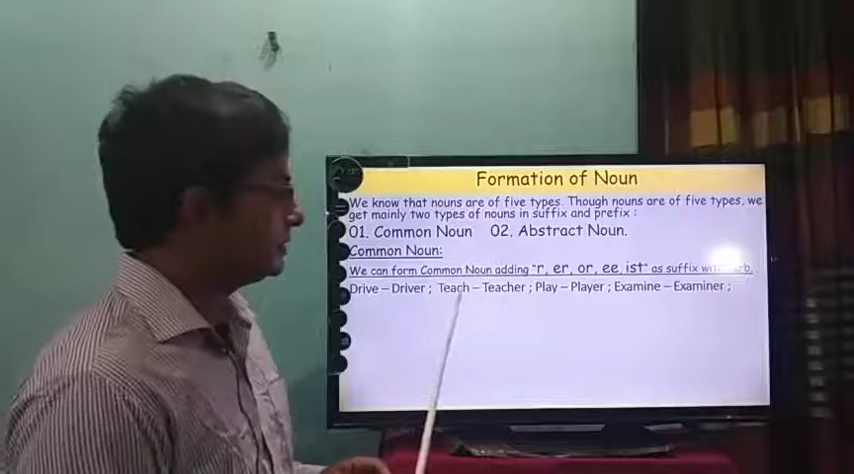 Formation of Noun
We know that nouns are of five types. Though nouns are of five types, we
get mainly two types of nouns in suffix and prefix :
01. Common Noun 02. Abstract Noun.
Common Noun:
We can form Common Noun adding "r, er, or, ee, ist" as suffix
Drive – Driver ; Teach – Teacher ; Play – Player ; Examine – Examiner ;